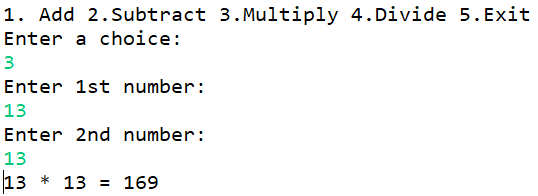 1. Add 2.Subtract 3.Multiply 4.Divide 5.Exit
Enter a choice:
3
Enter 1st number:
13
Enter 2nd number:
13
13 * 13 = 169